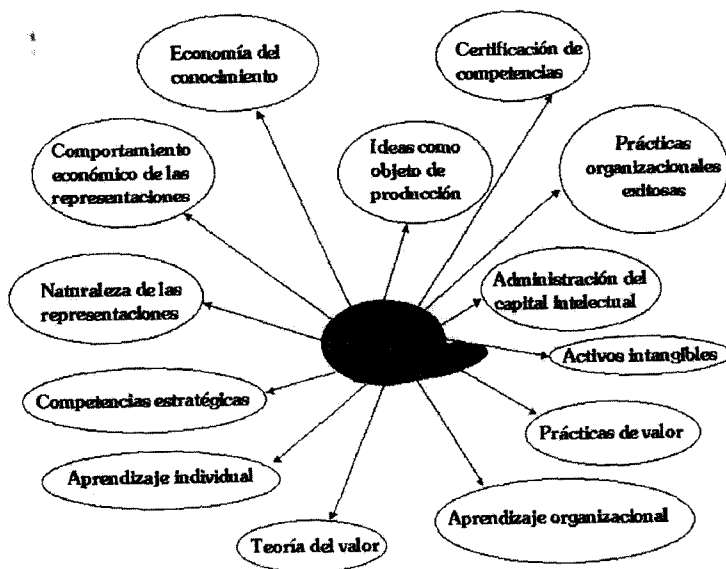 Economía del
conocimiento
Certificación de
competencias
Comportamiento
económico de las
representaciones
Ideas como
objeto de
producción
Prácticas
organizacionales
exitosas
Naturaleza de las
representaciones
Administración del
capital intelectual
Activos intangibles
Competencias estratégicas
Prácticas de valor
Aprendizaje individual
Aprendizaje organizacional
Teoría del valor